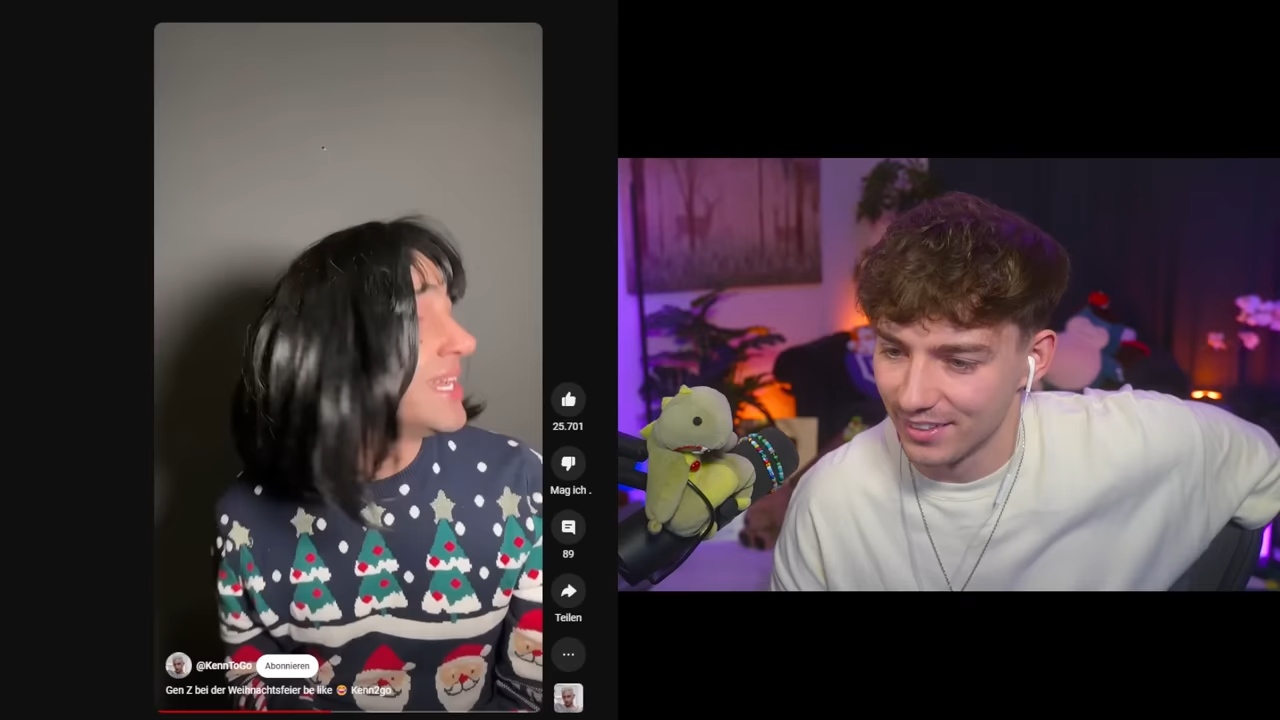 25.701
Mag ich .
89
Teilen
@KennToGo Abonnieren
Gen Z bei der Weihnachtsfeier be like 😂 Kenn2go